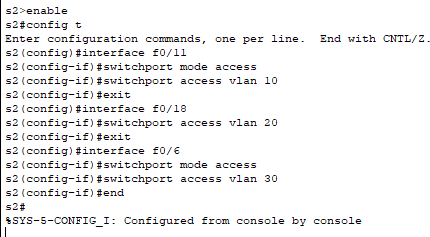 s2>enable
s2#config t
Enter configuration commands, one per line.  End with CNTL/Z.
s2(config)#interface f0/11
s2(config-if)#switchport mode access
s2(config-if)#switchport access vlan 10
s2(config-if)#exit
s2(config)#interface f0/18
s2(config-if)#switchport access vlan 20
s2(config-if)#exit
s2(config)#interface f0/6
s2(config-if)#switchport mode access
s2(config-if)#switchport access vlan 30
s2(config-if)#end
s2#
%SYS-5-CONFIG_I: Configured from console by console